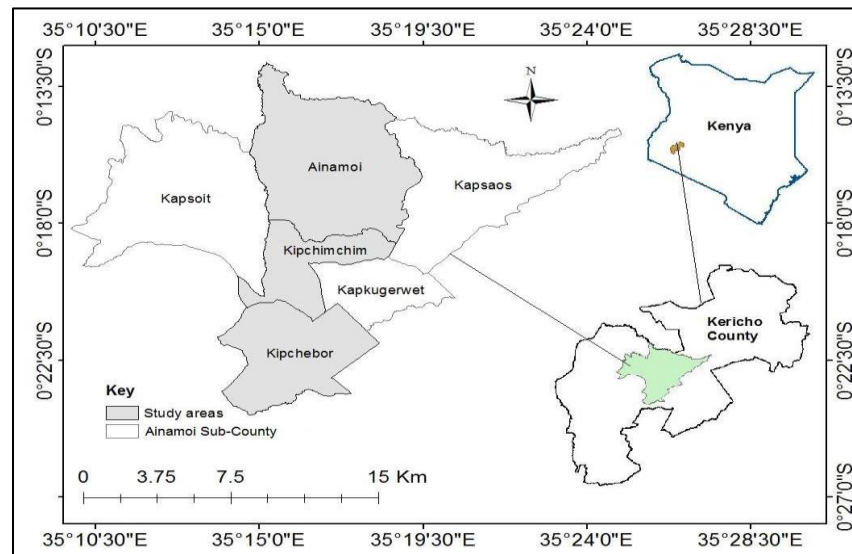 35°10'30"E 35°15'0"E 35°19'30"E 35°24'0"E 35°28'30"E
0°13'30"S
0°18'0"S
0°22'30"S
0°27'0"S
N
Kenya
Ainamoi
Kapsoit
Kapsaos
Kipchimchim
Kapkugerwet
Kipchebor
Kericho
County
Key
Study areas
Ainamoi Sub-County
0 3.75 7.5 15 Km
0°13'30"S
0°18'0"S
0°22'30"S
0°27'0"S
35°10'30"E 35°15'0"E 35°19'30"E 35°24'0"E 35°28'30"E